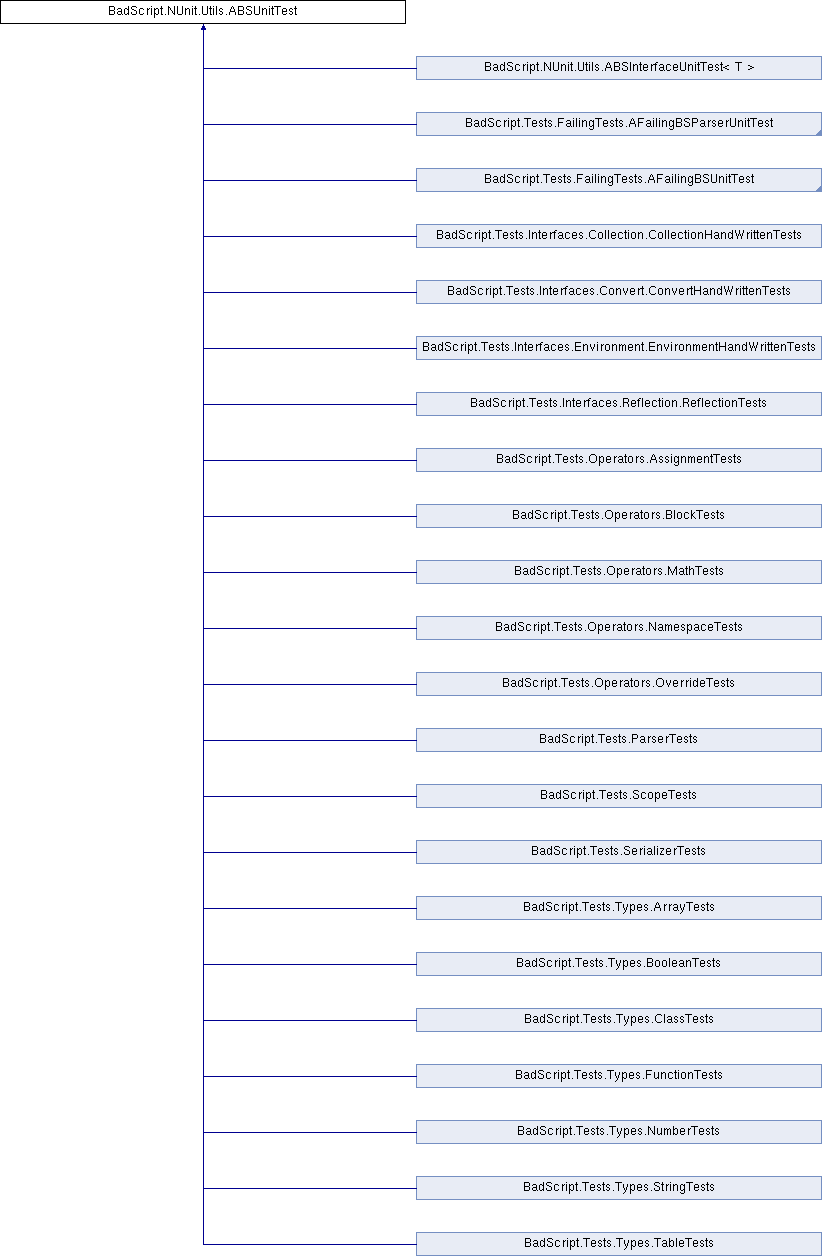 BadScript.NUnit.Utils.ABSUnitTest
BadScript.NUnit.Utils.ABSInterfaceUnitTest< T >
BadScript.Tests.FailingTests.AFailingBSParserUnitTest
BadScript.Tests.FailingTests.AFailingBSUnitTest
BadScript.Tests.Interfaces.Collection.CollectionHandWrittenTests
BadScript.Tests.Interfaces.Convert.ConvertHandWrittenTests
BadScript.Tests.Interfaces.Environment.EnvironmentHandWrittenTests
BadScript.Tests.Interfaces.Reflection.ReflectionTests
BadScript.Tests.Operators.AssignmentTests
BadScript.Tests.Operators.BlockTests
BadScript.Tests.Operators.MathTests
BadScript.Tests.Operators.NamespaceTests
BadScript.Tests.Operators.OverrideTests
BadScript.Tests.ParserTests
BadScript.Tests.ScopeTests
BadScript.Tests.SerializerTests
BadScript.Tests.Types.ArrayTests
BadScript.Tests.Types.BooleanTests
BadScript.Tests.Types.ClassTests
BadScript.Tests.Types.FunctionTests
BadScript.Tests.Types.NumberTests
BadScript.Tests.Types.StringTests
BadScript.Tests.Types.TableTests